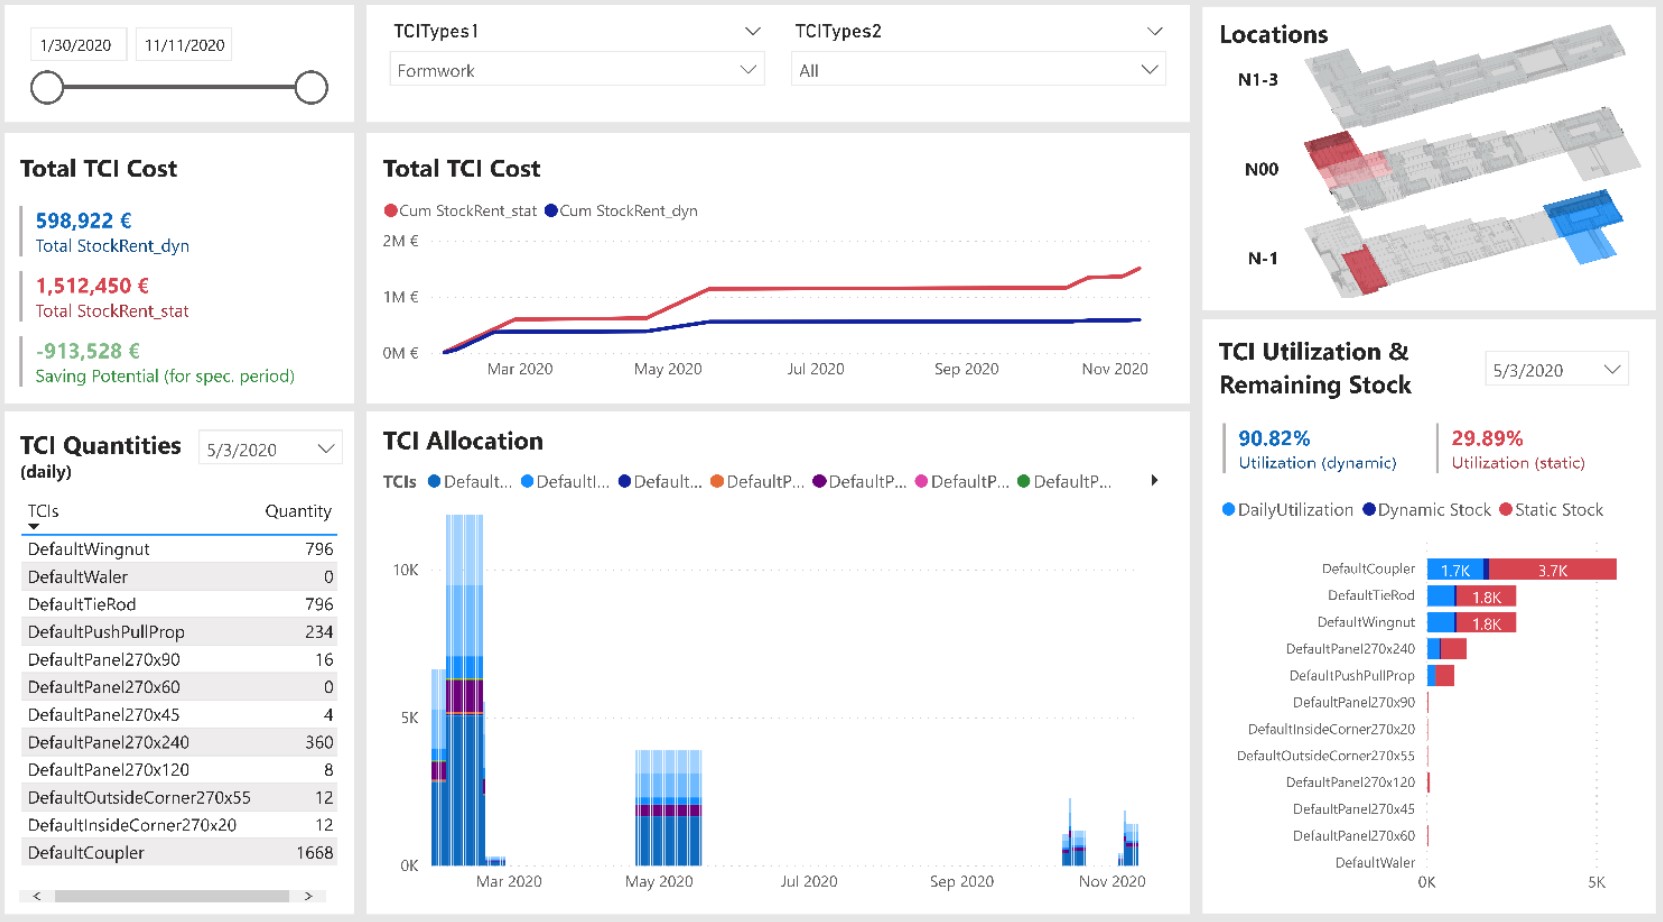 1/30/2020 11/11/2020
TCITypes1
Formwork
TCITypes2
All
Total TCI Cost
598,922 €
Total StockRent_dyn
1,512,450 €
Total StockRent_stat
-913,528 €
Saving Potential (for spec. period)
Total TCI Cost
Cum StockRent_stat Cum StockRent_dyn
2M €
1M €
0M €
Mar 2020 May 2020 Jul 2020 Sep 2020 Nov 2020
Locations
N1-3
N00
N-1
TCI Quantities
(daily)
5/3/2020
TCIs Quantity
DefaultWingnut 796
DefaultWaler 0
DefaultTieRod 796
DefaultPushPullProp 234
DefaultPanel270x90 16
DefaultPanel270x60 0
DefaultPanel270x45 4
DefaultPanel270x240 360
DefaultPanel270x120 8
DefaultOutsideCorner270x55 12
DefaultInsideCorner270x20 12
DefaultCoupler 1668
TCI Allocation
TCIs Default... DefaultI... Default... DefaultP... DefaultP... DefaultP... DefaultP...
10K
5K
0K
Mar 2020 May 2020 Jul 2020 Sep 2020 Nov 2020
TCI Utilization &
Remaining Stock
5/3/2020
90.82%
Utilization (dynamic)
29.89%
Utilization (static)
DailyUtilization Dynamic Stock Static Stock
DefaultCoupler 1.7K 3.7K
DefaultTieRod 1.8K
DefaultWingnut 1.8K
DefaultPanel270x240
DefaultPushPullProp
DefaultPanel270x90
DefaultInsideCorner270x20
DefaultOutsideCorner270x55
DefaultPanel270x120
DefaultPanel270x45
DefaultPanel270x60
DefaultWaler
0K 5K